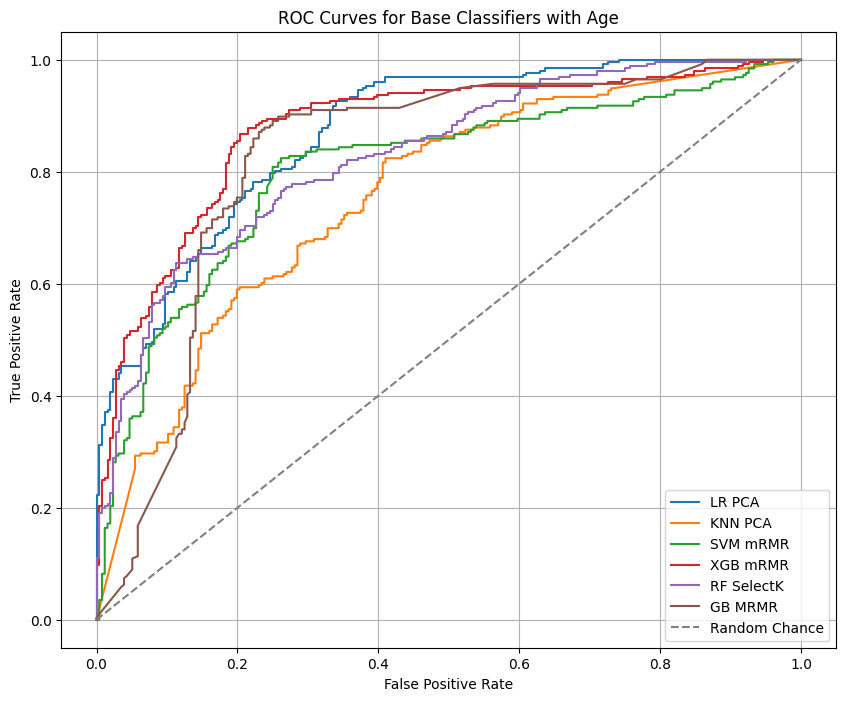 ROC Curves for Base Classifiers with Age
True Positive Rate
1.0
0.8
0.6
0.4
0.2
0.0
0.0 0.2 0.4 0.6 0.8 1.0
False Positive Rate
LR PCA
KNN PCA
SVM mRMR
XGB mRMR
RF SelectK
GB MRMR
Random Chance